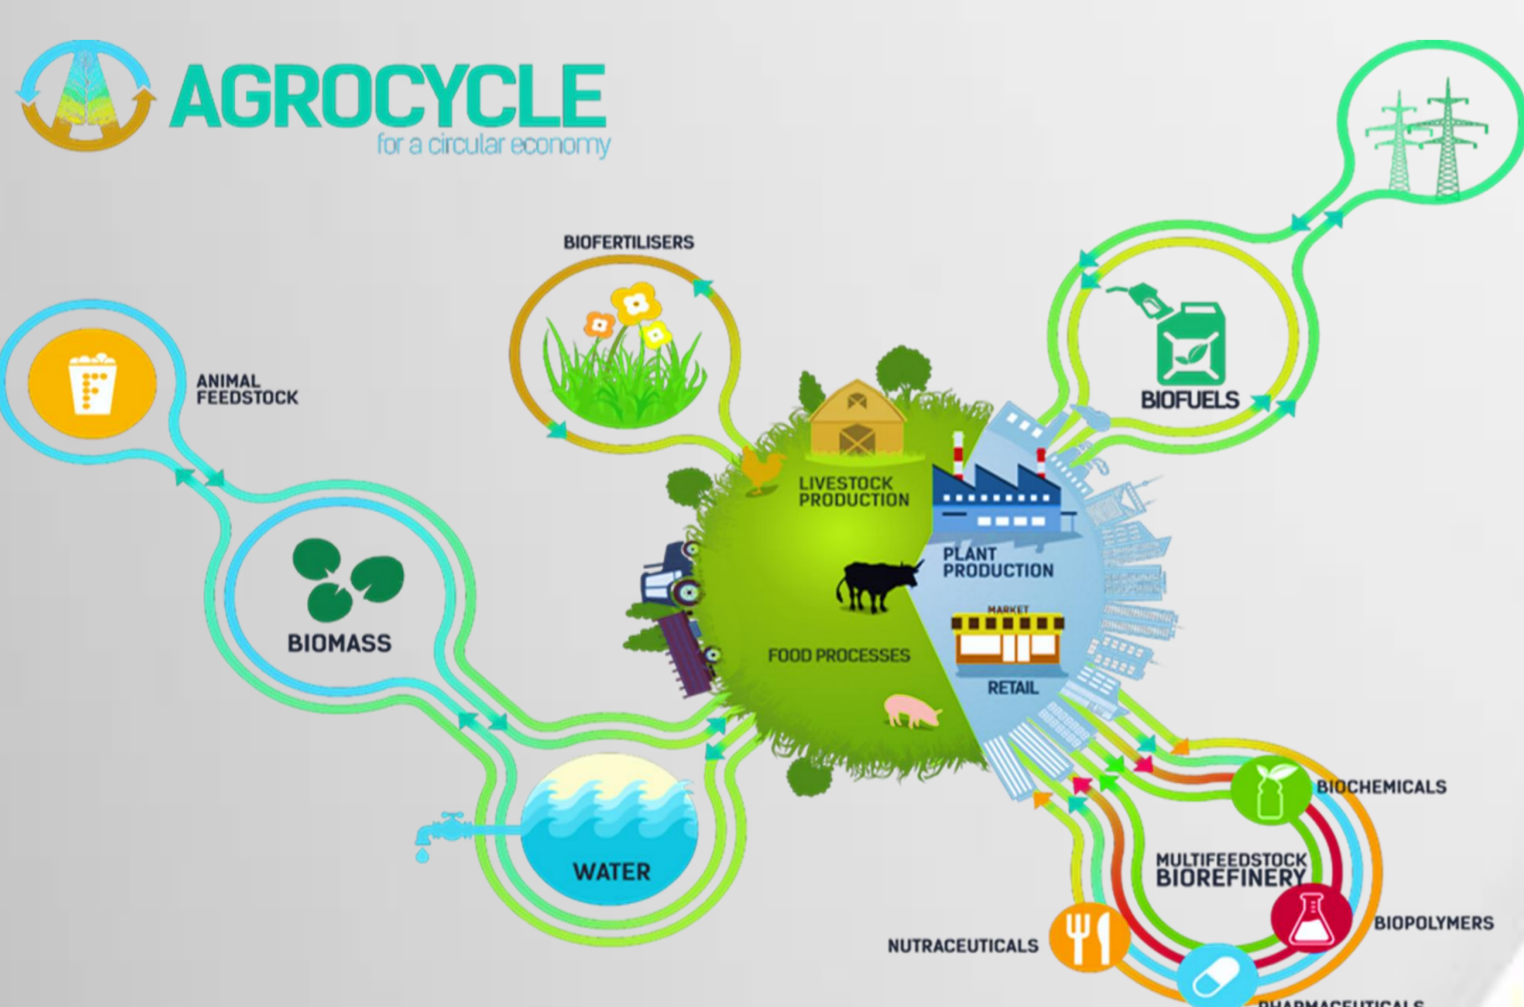 AGROCYCLE
for a circular economy
BIOFERTILISERS
ANIMAL
FEEDSTOCK
BIOFUELS
LIVESTOCK
PRODUCTION
PLANT
PRODUCTION
MARKET
BIOMASS
FOOD PROCESSES
RETAIL
WATER
BIOCHEMICALS
MULTIFEEDSTOCK
BIOREFINERY
BIOPOLYMERS
NUTRACEUTICALS
PHARMACEUTICALS